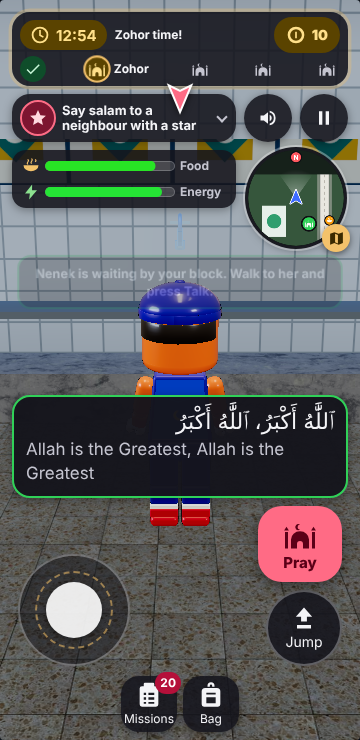 12:54
Zohor time!
10
Zohor
Say salam to a
neighbour with a star
Food
Energy
N
Nenek is waiting by your block. Walk to her and
press Talk.
اللَّهُ أَكْبَرُ، اللَّهُ أَكْبَرُ
Allah is the Greatest, Allah is the
Greatest
Pray
Jump
20
Missions
Bag